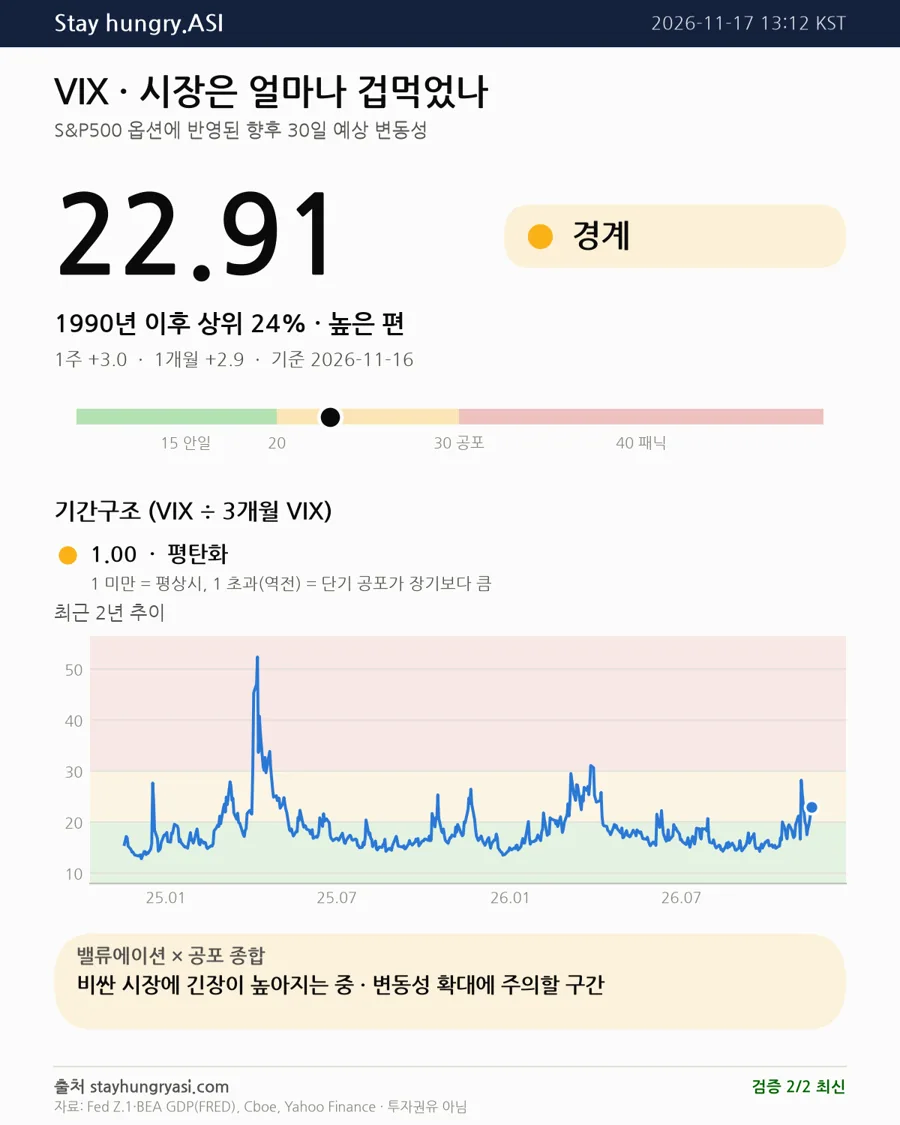 Stay hungry.ASI
2026-11-17 13:12 KST
VIX · 시장은 얼마나 겁먹었나
S&P500 옵션에 반영된 향후 30일 예상 변동성
22.91
경계
1990년 이후 상위 24% · 높은 편
1주 +3.0 · 1개월 +2.9 · 기준 2026-11-16
15 안일
20
30 공포
40 패닉
기간구조 (VIX ÷ 3개월 VIX)
1.00 · 평탄화
1 미만 = 평상시, 1 초과(역전) = 단기 공포가 장기보다 큼
최근 2년 추이
50
40
30
20
10
25.01
25.07
26.01
26.07
밸류에이션 × 공포 종합
비싼 시장에 긴장이 높아지는 중 · 변동성 확대에 주의할 구간
출처 stayhungryasi.com
검증 2/2 최신
자료: Fed Z.1·BEA GDP(FRED), Cboe, Yahoo Finance · 투자권유 아님